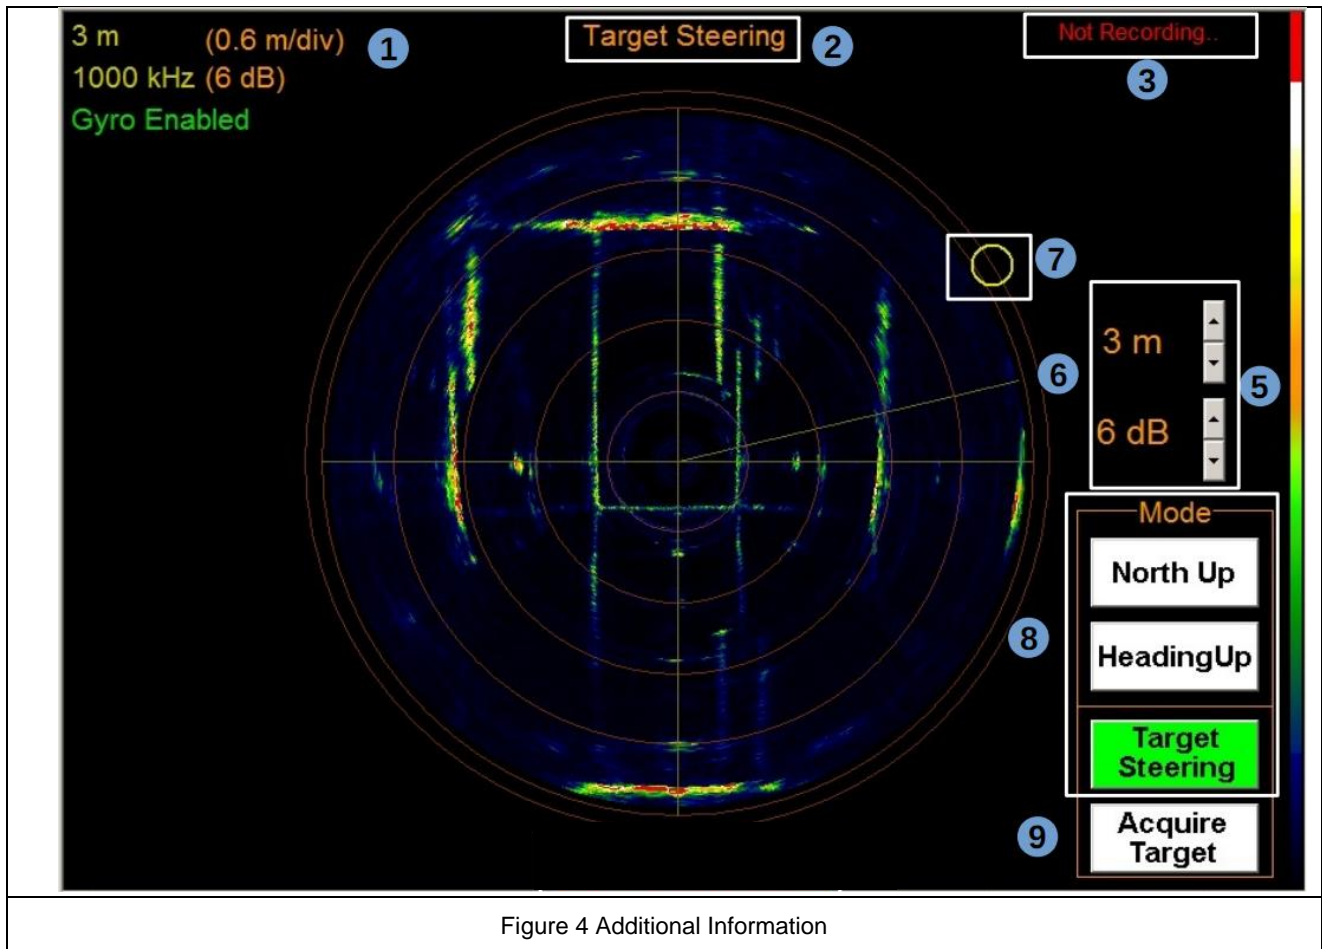 3 m (0.6 m/div) 1
1000 kHz (6 dB)
Gyro Enabled
Target Steering 2
Not Recording..
3
7
6
3 m
5
6 dB
Mode
North Up
8
HeadingUp
Target
Steering
9
Acquire
Target
Figure 4 Additional Information